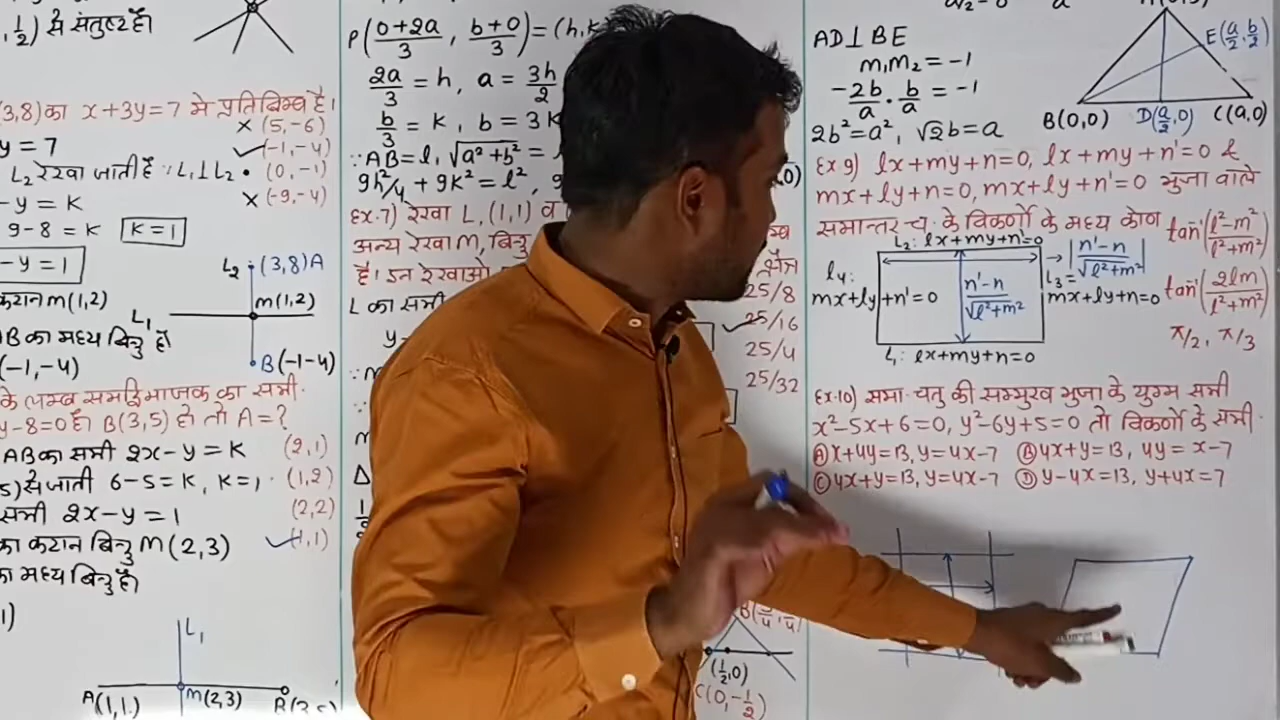 , 1/2) से संतुष्ट है।
(3,8) का x+3y=7 मे प्रतिबिम्ब है।
× (5,-6)
y = 7
✓ (-1,-4)
L₂ रेखा जाती है ∵ L₁⊥L₂
(0,-1)
-y = K
× (-9,-4)
9-8 = K
K=1
-y = 1
L₂
(3,8)A
कटान M(1,2)
L₁
M(1,2)
B का मध्य बिन्दु है
(-1,-4)
B(-1-4)
के लम्ब समद्विभाजक का समी
y-8=0 है। B(3,5) हो तो A=?
AB का समी 2x-y=K
(2,1)
5) से जाती 6-5=K, K=1
(1,2)
समी 2x-y=1
(2,2)
का कटान बिन्दु M(2,3)
✓ (1,1)
का मध्य बिन्दु है।
1)
L₁
A(1,1)
M(2,3)
P((0+2a)/3 , (b+0)/3) = (h,K
2a/3 = h, a = 3h/2
b/3 = K, b = 3K
∵ AB = l, √(a²+b²) =
9h²/4 + 9K² = l², 9
Ex-7) रेखा L, (1,1) व
अन्य रेखा M, बिन्दु
है। इन रेखाओ
L का समी
y-
25/8
✓ 25/16
25/4
25/32
Δ
(1/2,0)
C(0,-1/2)
AD⊥BE
m₁m₂ = -1
-2b/a · b/a = -1
2b²=a², √2b=a
E(a/2, b/2)
B(0,0)
D(a/2,0)
C(a,0)
Ex 9) lx+my+n=0, lx+my+n'=0 &
mx+ly+n=0, mx+ly+n'=0 भुजा वाले
समान्तर च. के विकर्णो के मध्य कोण
tan⁻¹((l²-m²)/(l²+m²))
L₂: lx+my+n'=0
|(n'-n)/√(l²+m²)|
L₄:
mx+ly+n'=0
(n'-n)/√(l²+m²)
L₃=
mx+ly+n=0
tan⁻¹(2lm/(l²+m²))
π/2, π/3
L₁: lx+my+n=0
Ex-10) समा. चतु की सम्मुख भुजा के युग्म समी
x²-5x+6=0, y²-6y+5=0 तो विकर्णो के समी.
Ⓐ x+4y=13, y=4x-7 Ⓑ 4x+y=13, 4y=x-7
Ⓒ 4x+y=13, y=4x-7 Ⓓ y-4x=13, y+4x=7